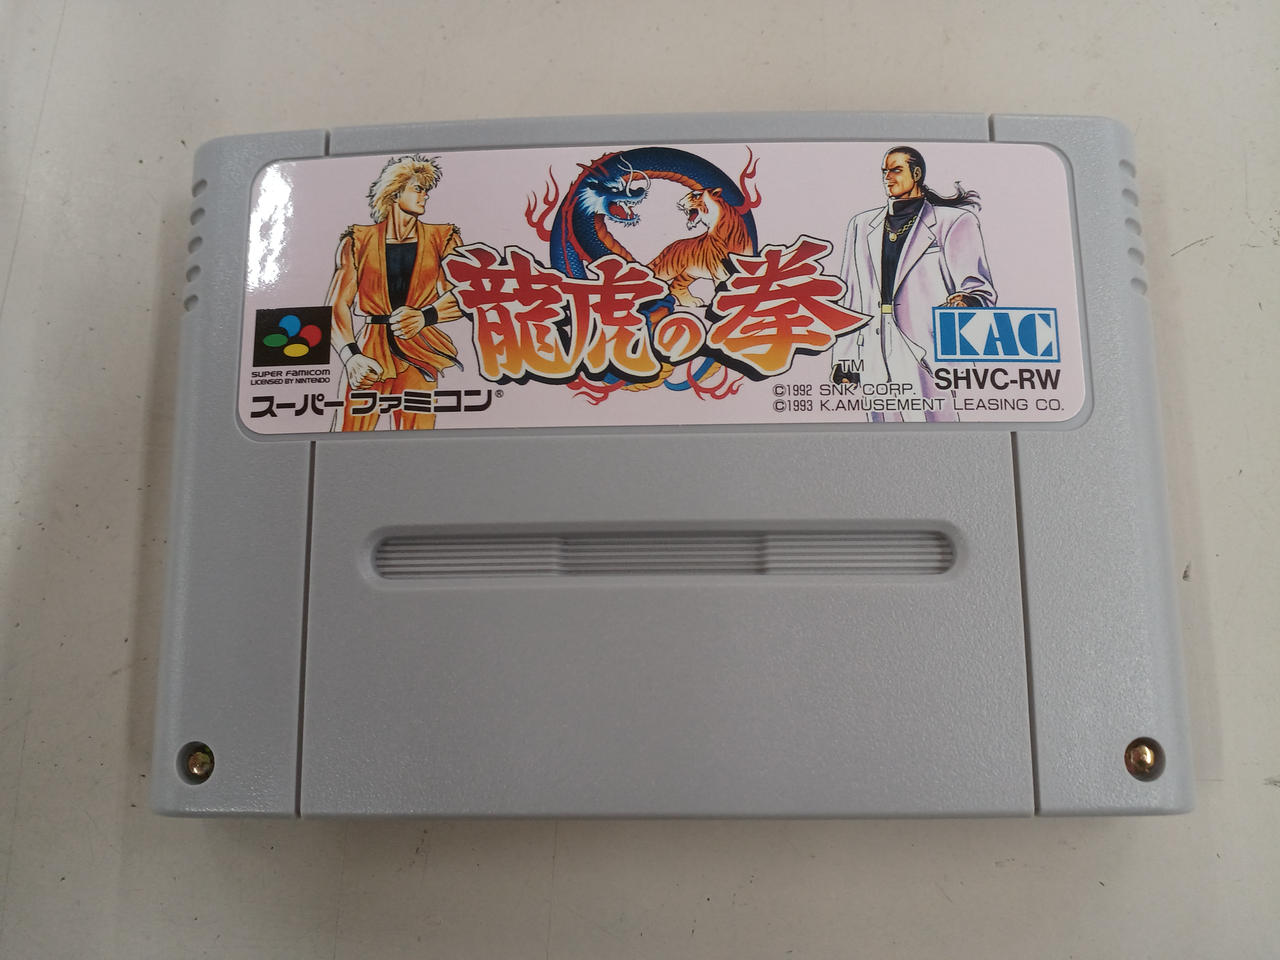 龍虎の拳
TM
SUPER FAMICOM
LICENSED BY NINTENDO
スーパーファミコン®
KAC
SHVC-RW
©1992 SNK CORP.
©1993 K.AMUSEMENT LEASING CO.